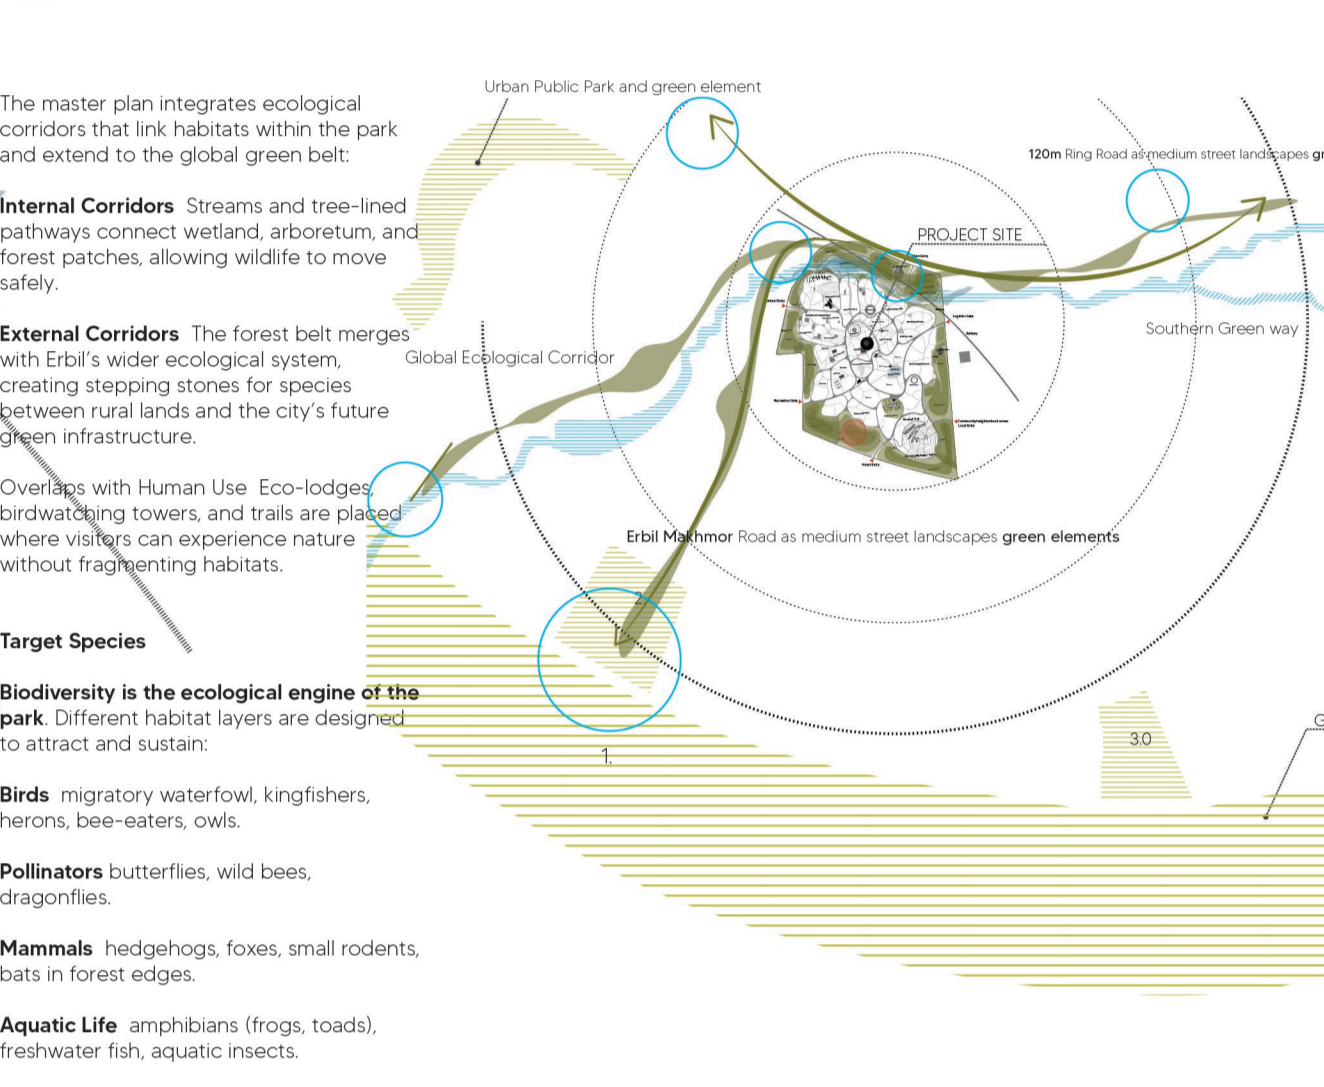 Urban Public Park and green element
The master plan integrates ecological
corridors that link habitats within the park
and extend to the global green belt:
Internal Corridors Streams and tree-lined
pathways connect wetland, arboretum, and
forest patches, allowing wildlife to move
safely.
External Corridors The forest belt merges
with Erbil's wider ecological system,
creating stepping stones for species
between rural lands and the city's future
green infrastructure.
Overlaps with Human Use Eco-lodges,
birdwatching towers, and trails are placed
where visitors can experience nature
without fragmenting habitats.
Target Species
Biodiversity is the ecological engine of the
park. Different habitat layers are designed
to attract and sustain:
Birds migratory waterfowl, kingfishers,
herons, bee-eaters, owls.
Pollinators butterflies, wild bees,
dragonflies.
Mammals hedgehogs, foxes, small rodents,
bats in forest edges.
Aquatic Life amphibians (frogs, toads),
freshwater fish, aquatic insects.
120m Ring Road as medium street landscapes gr
PROJECT SITE
Southern Green way
Global Ecological Corridor
Erbil Makhmor Road as medium street landscapes green elements
2.
1.
3.0
G